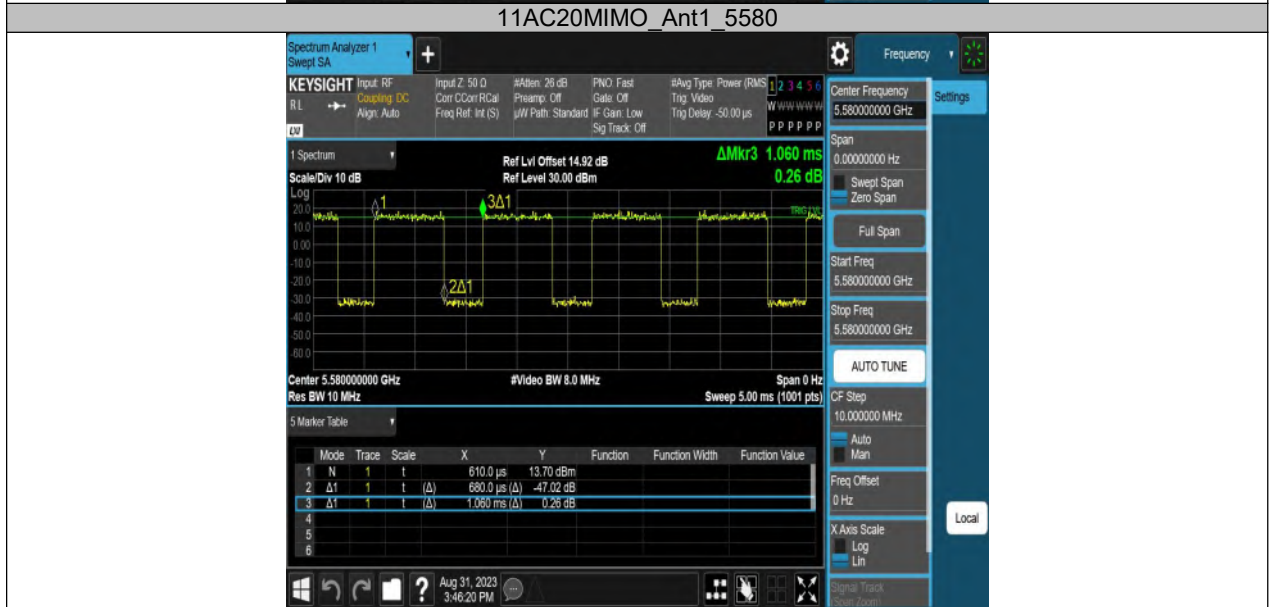 11AC20MIMO_Ant1_5580
Spectrum Analyzer 1
Swept SA
+
Frequency
KEYSIGHT
RL
LXI
Input: RF
Coupling: DC
Align: Auto
Input Z: 50 Ω
Corr CCorr RCal
Freq Ref: Int (S)
#Atten: 26 dB
Preamp: Off
µW Path: Standard
PNO: Fast
Gate: Off
IF Gain: Low
Sig Track: Off
#Avg Type: Power (RMS
Trig: Video
Trig Delay: -50.00 µs
1 2 3 4 5 6
W W W W W W
P P P P P P
Center Frequency
5.580000000 GHz
Settings
1 Spectrum
Scale/Div 10 dB
Ref Lvl Offset 14.92 dB
Ref Level 30.00 dBm
ΔMkr3 1.060 ms
0.26 dB
Span
0.00000000 Hz
Swept Span
Zero Span
Full Span
Log
20.0
10.0
0.00
-10.0
-20.0
-30.0
-40.0
-50.0
-60.0
1
3Δ1
2Δ1
TRIG LVL
Start Freq
5.580000000 GHz
Stop Freq
5.580000000 GHz
AUTO TUNE
Center 5.580000000 GHz
Res BW 10 MHz
#Video BW 8.0 MHz
Span 0 Hz
Sweep 5.00 ms (1001 pts)
CF Step
10.000000 MHz
Auto
Man
5 Marker Table
Mode Trace Scale X Y Function Function Width Function Value
1 N 1 t 610.0 µs 13.70 dBm
2 Δ1 1 t (Δ) 680.0 µs (Δ) -47.02 dB
3 Δ1 1 t (Δ) 1.060 ms (Δ) 0.26 dB
4
5
6
Freq Offset
0 Hz
X Axis Scale
Log
Lin
Local
Signal Track
(Span Zoom)
?
Aug 31, 2023
3:46:20 PM